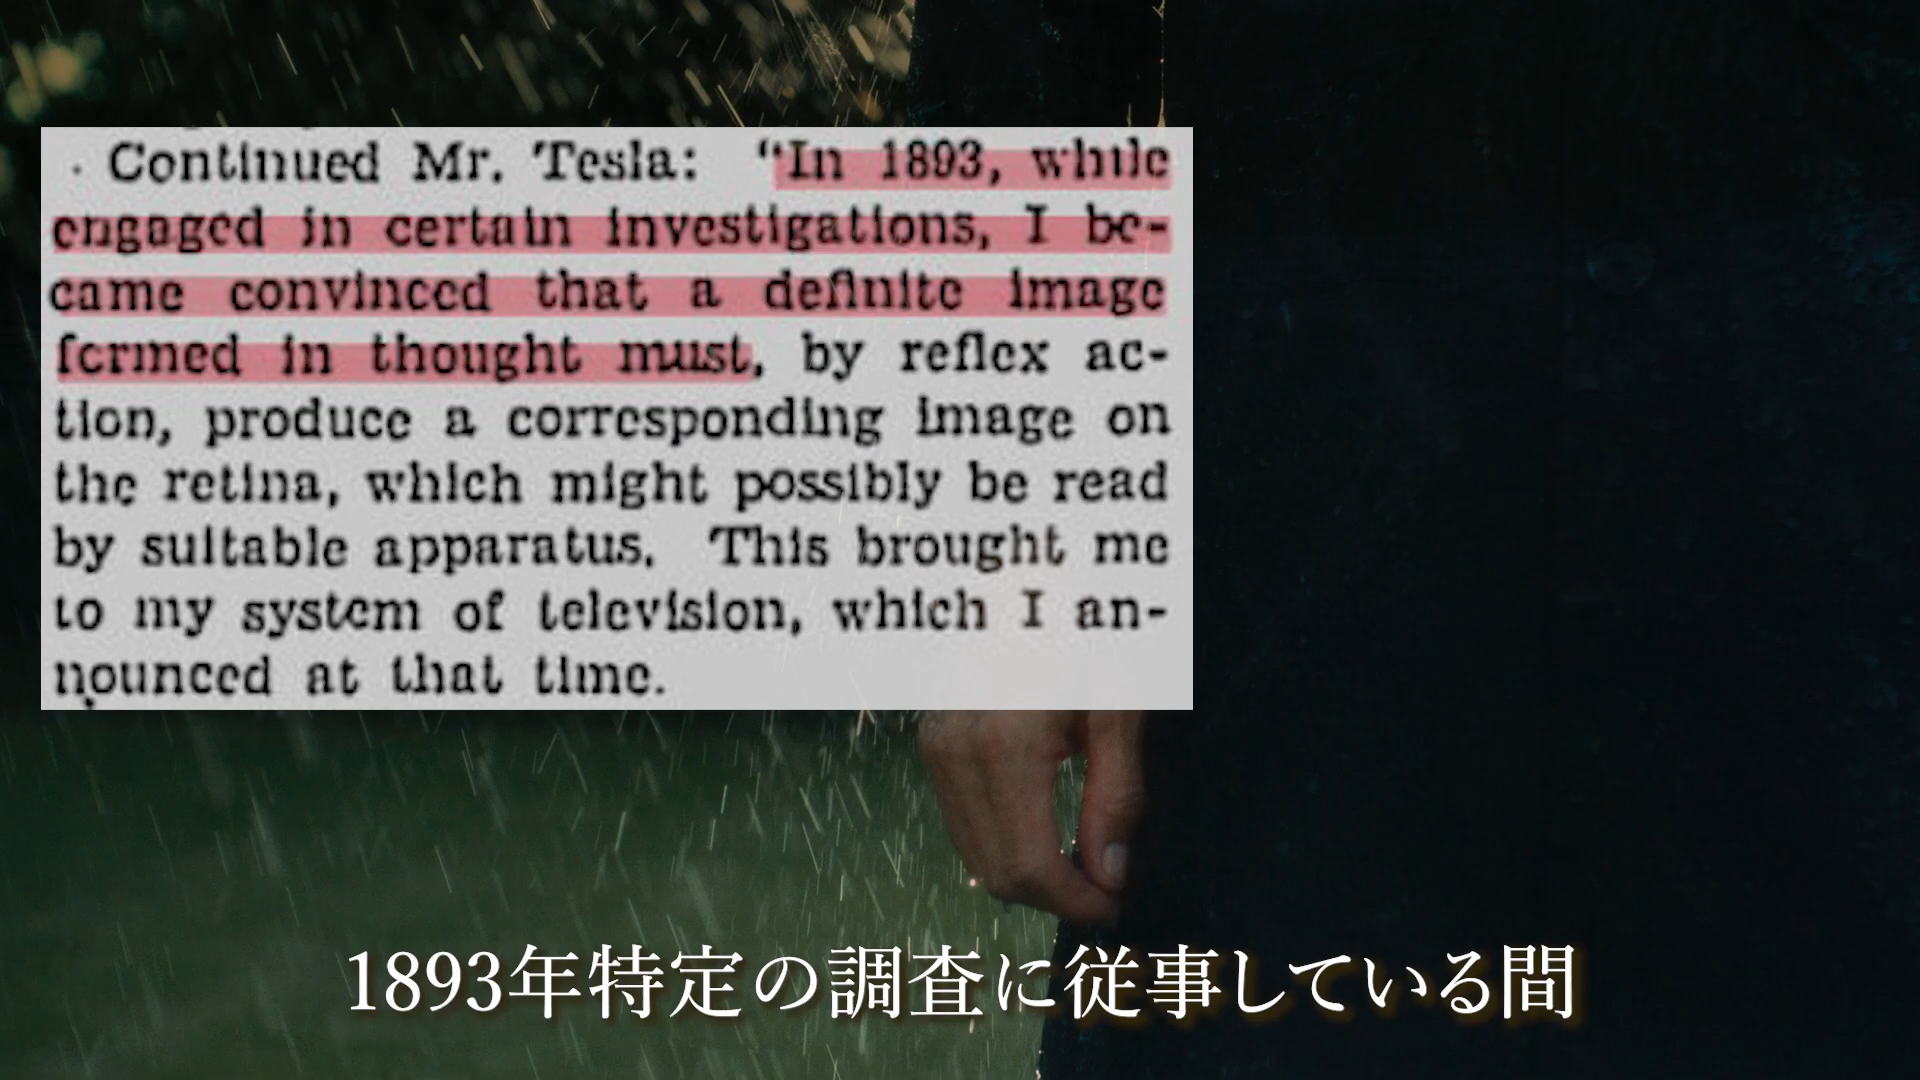 Continued Mr. Tesla: “In 1893, while
engaged in certain investigations, I be-
came convinced that a definite image
formed in thought must, by reflex ac-
tion, produce a corresponding image on
the retina, which might possibly be read
by suitable apparatus. This brought me
to my system of television, which I an-
nounced at that time.
1893年特定の調査に従事している間